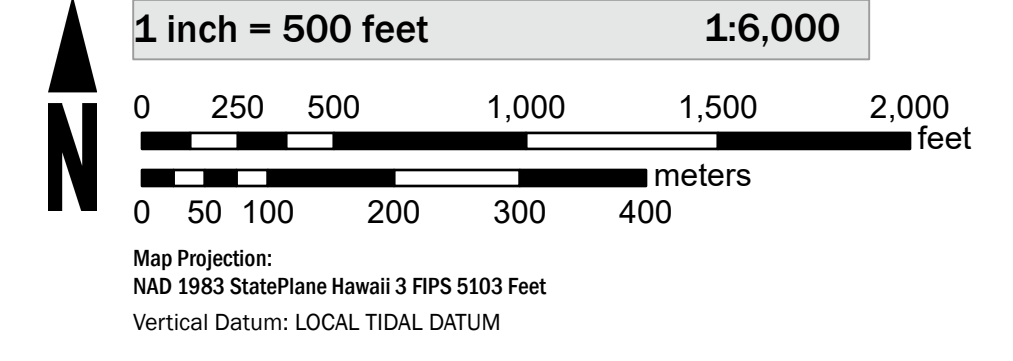 1 inch = 500 feet 1:6,000
0 250 500 1,000 1,500 2,000
feet
meters
0 50 100 200 300 400
N
Map Projection:
NAD 1983 StatePlane Hawaii 3 FIPS 5103 Feet
Vertical Datum: LOCAL TIDAL DATUM